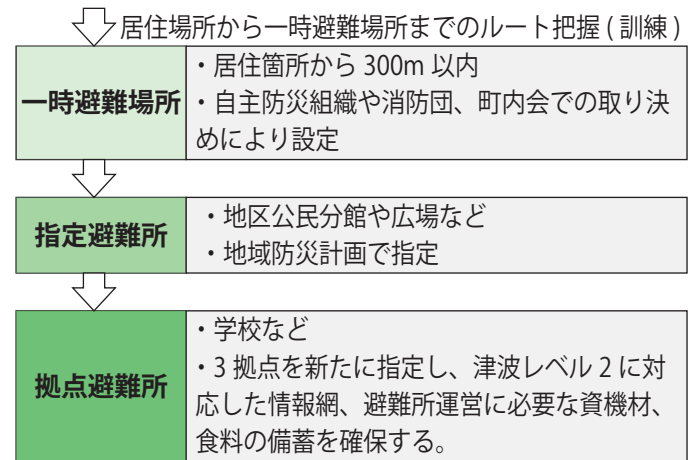 居住場所から一時避難場所までのルート把握 ( 訓練 )
一時避難場所
・居住箇所から 300m 以内
・自主防災組織や消防団、町内会での取り決
めにより設定
指定避難所
・地区公民分館や広場など
・地域防災計画で指定
拠点避難所
・学校など
・3 拠点を新たに指定し、津波レベル 2 に対
応した情報網、避難所運営に必要な資機材、
食料の備蓄を確保する。